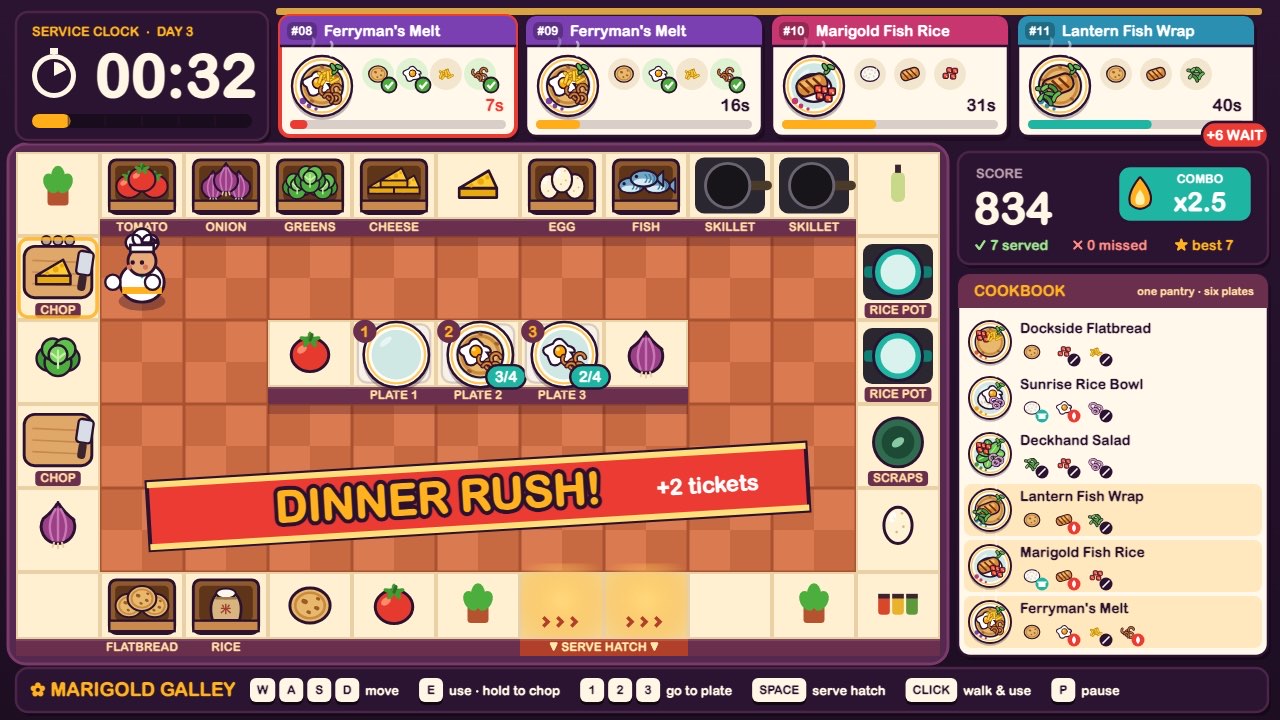 SERVICE CLOCK · DAY 3
00:32
#08 Ferryman's Melt
7s
#09 Ferryman's Melt
16s
#10 Marigold Fish Rice
31s
#11 Lantern Fish Wrap
40s
+6 WAIT
SCORE
834
COMBO
x2.5
7 served
0 missed
best 7
TOMATO
ONION
GREENS
CHEESE
EGG
FISH
SKILLET
SKILLET
CHOP
RICE POT
1
2
3
3/4
2/4
PLATE 1
PLATE 2
PLATE 3
RICE POT
CHOP
SCRAPS
DINNER RUSH!
+2 tickets
米
FLATBREAD
RICE
SERVE HATCH
COOKBOOK
one pantry · six plates
Dockside Flatbread
Sunrise Rice Bowl
Deckhand Salad
Lantern Fish Wrap
Marigold Fish Rice
Ferryman's Melt
MARIGOLD GALLEY
W A S D move
E use · hold to chop
1 2 3 go to plate
SPACE serve hatch
CLICK walk & use
P pause